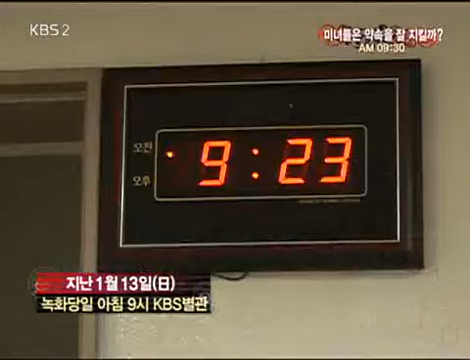 KBS 2
미녀들은 약속을 잘 지킬까?
AM 09:30
오전
9:23
오후
지난 1월 13일(日)
녹화당일 아침 9시 KBS별관